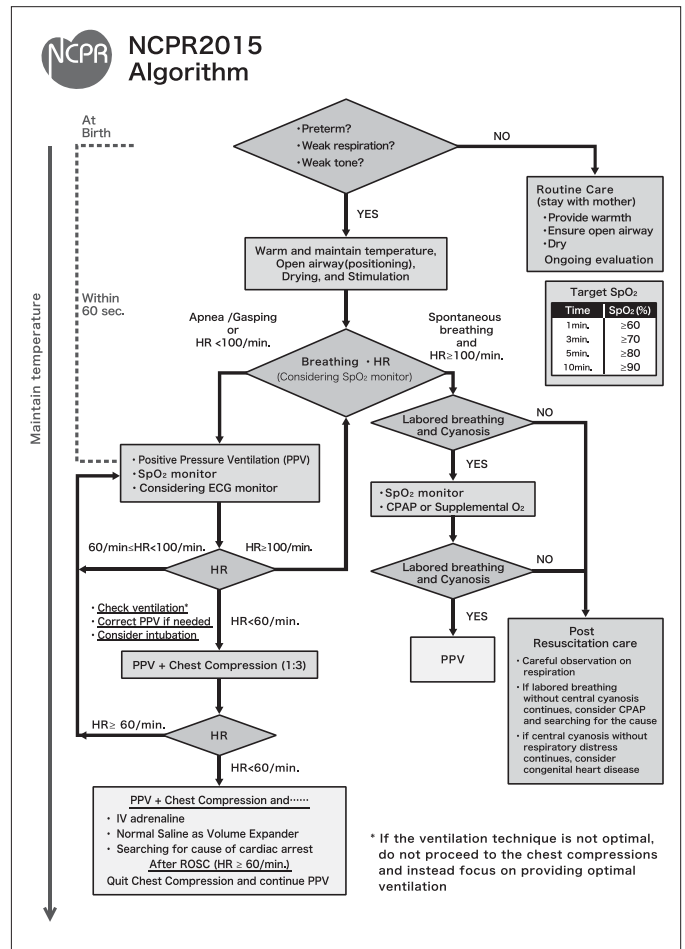 NCPR
NCPR2015
Algorithm
At
Birth
・Preterm?
・Weak respiration?
・Weak tone?
NO
Routine Care
(stay with mother)
・Provide warmth
・Ensure open airway
・Dry
Ongoing evaluation
YES
Warm and maintain temperature,
Open airway(positioning),
Drying, and Stimulation
Target SpO₂
Time SpO₂(%)
1min. ≥60
3min. ≥70
5min. ≥80
10min. ≥90
Maintain temperature
Within
60 sec.
Apnea /Gasping
or
HR <100/min.
Spontaneous
breathing
and
HR≥100/min.
Breathing ・HR
(Considering SpO₂ monitor)
Labored breathing
and Cyanosis
NO
YES
・Positive Pressure Ventilation (PPV)
・SpO₂ monitor
・Considering ECG monitor
・SpO₂ monitor
・CPAP or Supplemental O₂
60/min≤HR<100/min.
HR≥100/min.
HR
Labored breathing
and Cyanosis
NO
YES
・Check ventilation*
・Correct PPV if needed
・Consider intubation
HR<60/min.
PPV
PPV + Chest Compression (1:3)
Post
Resuscitation care
・Careful observation on
respiration
・If labored breathing
without central cyanosis
continues, consider CPAP
and searching for the cause
・if central cyanosis without
respiratory distress
continues, consider
congenital heart disease
HR≥ 60/min.
HR
HR<60/min.
PPV + Chest Compression and……
・ IV adrenaline
・ Normal Saline as Volume Expander
・ Searching for cause of cardiac arrest
After ROSC (HR ≥ 60/min.)
Quit Chest Compression and continue PPV
* If the ventilation technique is not optimal,
do not proceed to the chest compressions
and instead focus on providing optimal
ventilation